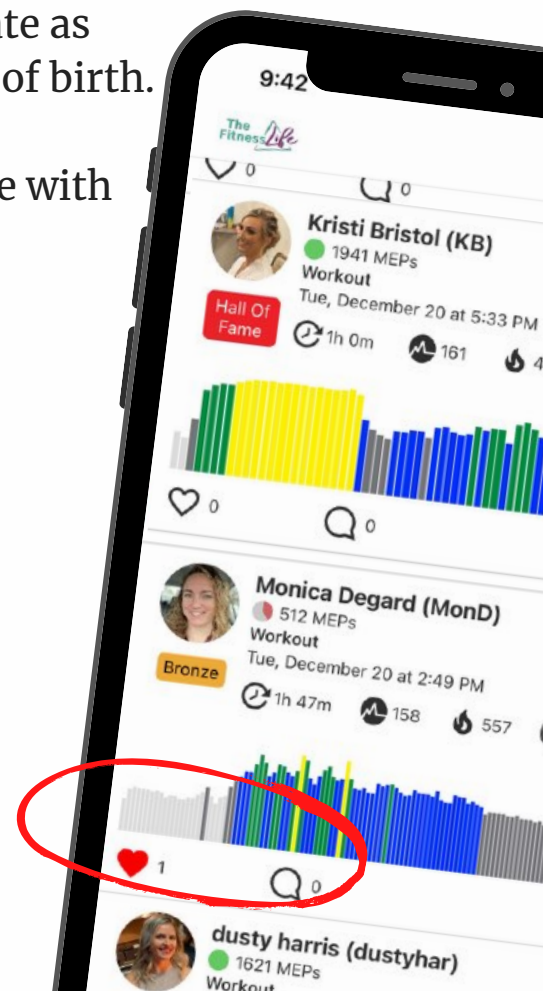 te as
of birth.
e with
9:42
The
Fitness Life
0 0
Kristi Bristol (KB)
1941 MEPs
Workout
Tue, December 20 at 5:33 PM
Hall Of
Fame
1h 0m 161 4
0 0
Monica Degard (MonD)
512 MEPs
Workout
Tue, December 20 at 2:49 PM
Bronze
1h 47m 158 557
1 0
dusty harris (dustyhar)
1621 MEPs
Workout